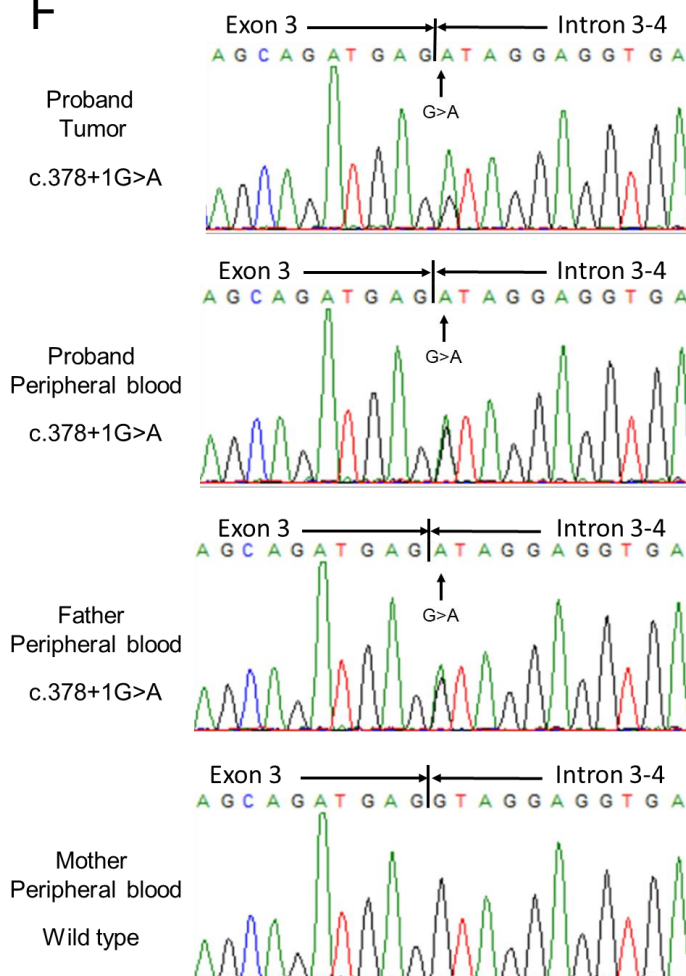 F
Exon 3 Intron 3-4
A G C A G A T G A G A T A G G A G G T G A
G>A
Proband
Tumor
c.378+1G>A
Exon 3 Intron 3-4
A G C A G A T G A G A T A G G A G G T G A
G>A
Proband
Peripheral blood
c.378+1G>A
Exon 3 Intron 3-4
A G C A G A T G A G A T A G G A G G T G A
G>A
Father
Peripheral blood
c.378+1G>A
Exon 3 Intron 3-4
A G C A G A T G A G G T A G G A G G T G A
Mother
Peripheral blood
Wild type